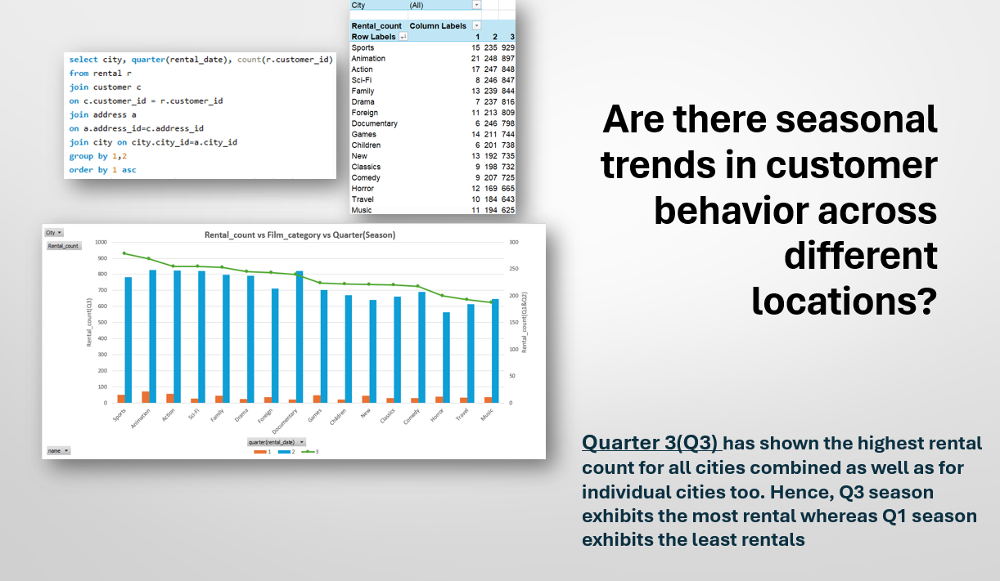 select city, quarter(rental_date), count(r.customer_id)
from rental r
join customer c
on c.customer_id = r.customer_id
join address a
on a.address_id=c.address_id
join city on city.city_id=a.city_id
group by 1,2
order by 1 asc
City (All)
Rental_count Column Labels
Row Labels 1 2 3
Sports 15 235 929
Animation 21 248 897
Action 17 247 848
Sci-Fi 8 246 847
Family 13 239 844
Drama 7 237 816
Foreign 11 213 809
Documentary 6 246 798
Games 14 211 744
Children 6 201 738
New 13 192 735
Classics 9 198 732
Comedy 9 207 725
Horror 12 169 665
Travel 10 184 643
Music 11 194 625
City
Rental_count
Rental_count vs Film_category vs Quarter(Season)
Rental_count(Q3)
1000
900
800
700
600
500
400
300
200
100
0
300
250
200
150
100
50
0
Rental_count(Q1&Q2)
Sports
Animation
Action
Sci-Fi
Family
Drama
Foreign
Documentary
Games
Children
New
Classics
Comedy
Horror
Travel
Music
quarter(rental_date)
1 2 3
name
Are there seasonal
trends in customer
behavior across
different
locations?
Quarter 3(Q3) has shown the highest rental
count for all cities combined as well as for
individual cities too. Hence, Q3 season
exhibits the most rental whereas Q1 season
exhibits the least rentals